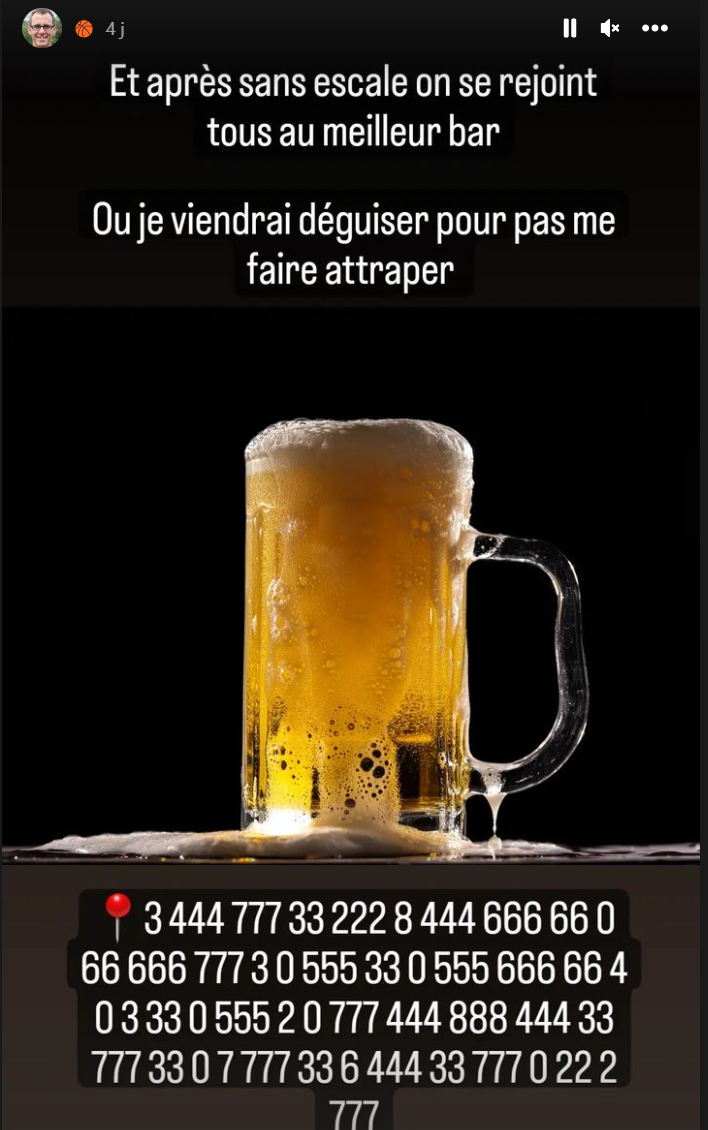 4 j
Et après sans escale on se rejoint
tous au meilleur bar
Ou je viendrai déguiser pour pas me
faire attraper
3 444 777 33 222 8 444 666 66 0
66 666 777 3 0 555 33 0 555 666 66 4
0 3 33 0 555 2 0 777 444 888 444 33
777 33 0 7 777 33 6 444 33 777 0 22 2
777